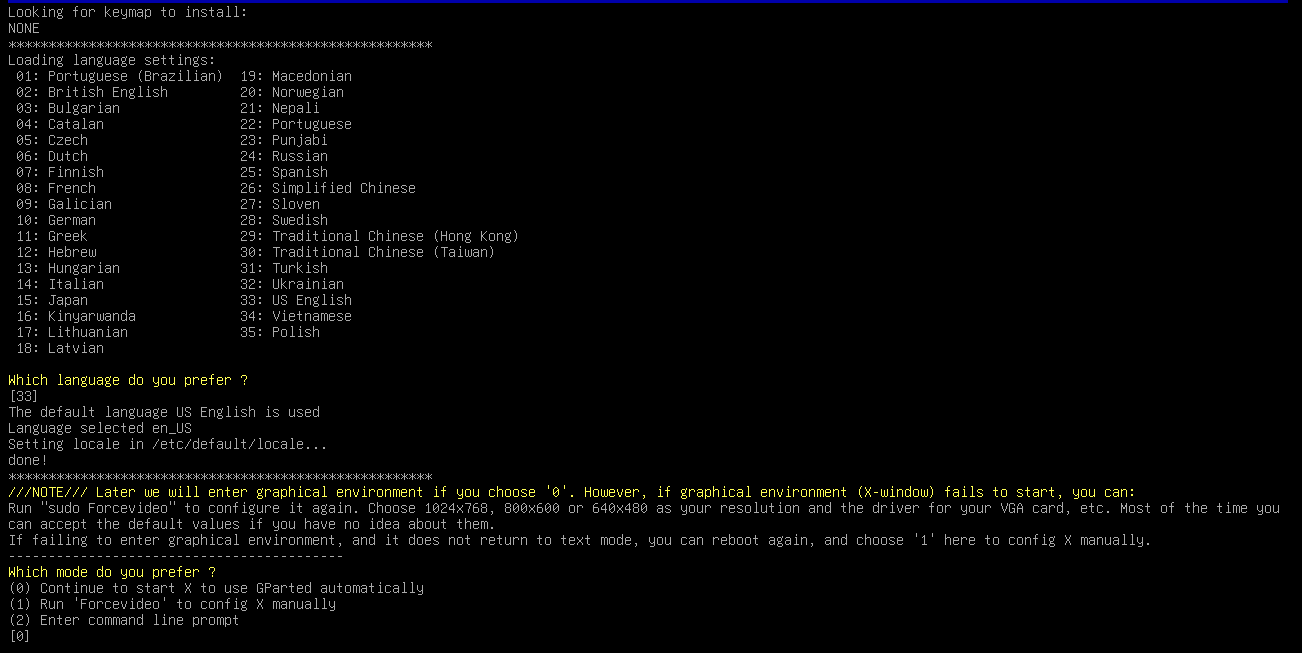 Looking for keymap to install:
NONE
*****************************************************
Loading language settings:
01: Portuguese (Brazilian)  19: Macedonian
02: British English         20: Norwegian
03: Bulgarian               21: Nepali
04: Catalan                 22: Portuguese
05: Czech                   23: Punjabi
06: Dutch                   24: Russian
07: Finnish                 25: Spanish
08: French                  26: Simplified Chinese
09: Galician                27: Sloven
10: German                  28: Swedish
11: Greek                   29: Traditional Chinese (Hong Kong)
12: Hebrew                  30: Traditional Chinese (Taiwan)
13: Hungarian               31: Turkish
14: Italian                 32: Ukrainian
15: Japan                   33: US English
16: Kinyarwanda             34: Vietnamese
17: Lithuanian              35: Polish
18: Latvian
Which language do you prefer ?
[33]
The default language US English is used
Language selected en_US
Setting locale in /etc/default/locale...
done!
*****************************************************
///NOTE/// Later we will enter graphical environment if you choose '0'. However, if graphical environment (X-window) fails to start, you can:
Run "sudo Forcevideo" to configure it again. Choose 1024x768, 800x600 or 640x480 as your resolution and the driver for your VGA card, etc. Most of the time you
can accept the default values if you have no idea about them.
If failing to enter graphical environment, and it does not return to text mode, you can reboot again, and choose '1' here to config X manually.
------------------------------------------
Which mode do you prefer ?
(0) Continue to start X to use GParted automatically
(1) Run 'Forcevideo' to config X manually
(2) Enter command line prompt
[0]